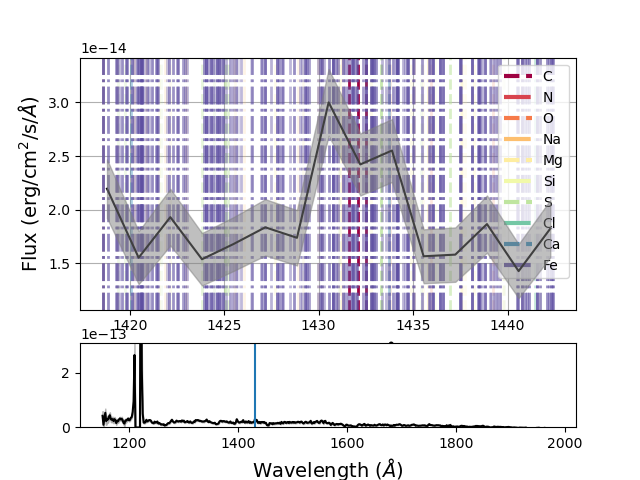 1e−14
Flux (erg/cm²/s/Å)
3.0
2.5
2.0
1.5
1420
1425
1430
1435
1440
C
N
O
Na
Mg
Si
S
Cl
Ca
Fe
1e−13
2
0
1200
1400
1600
1800
2000
Wavelength (Å)